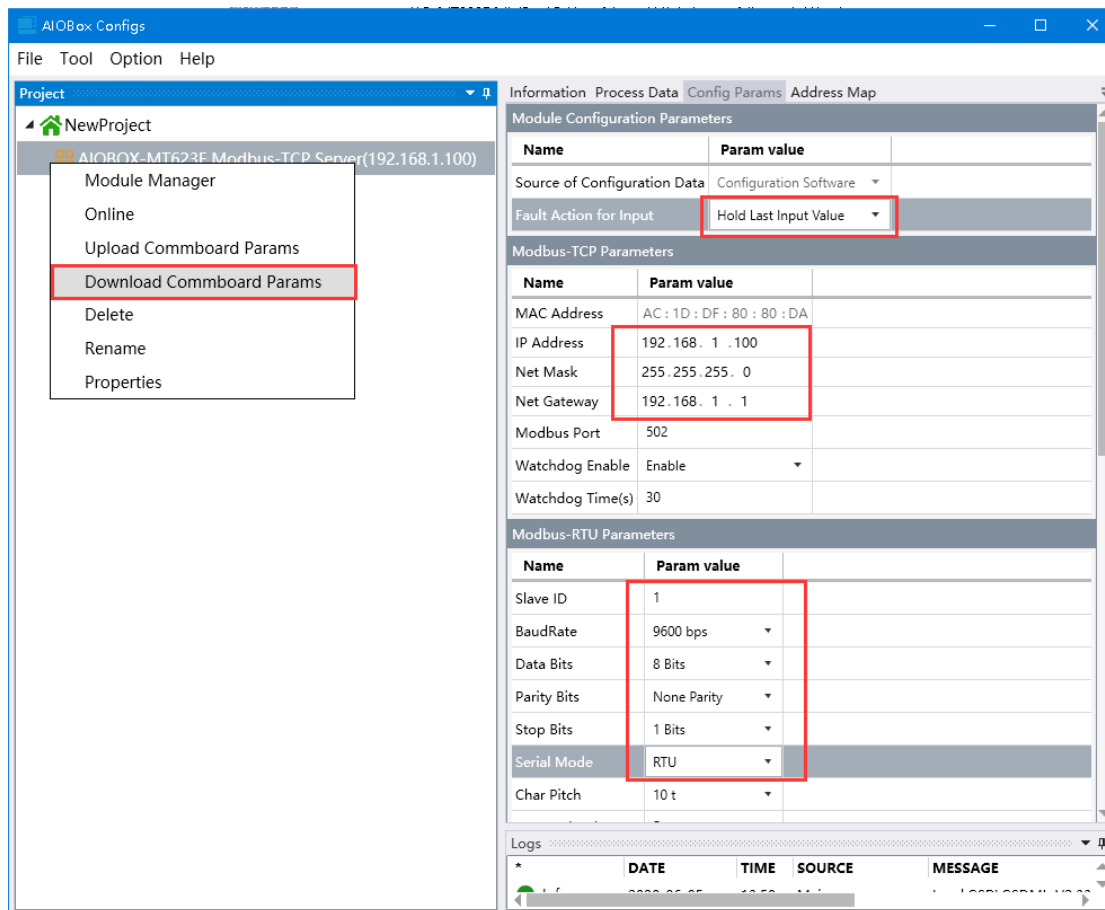 AIOBox Configs
File Tool Option Help
Project
NewProject
AIOBOX-MT623E Modbus-TCP Server(192.168.1.100)
Module Manager
Online
Upload Commboard Params
Download Commboard Params
Delete
Rename
Properties
Information Process Data Config Params Address Map
Module Configuration Parameters
Name Param value
Source of Configuration Data Configuration Software
Fault Action for Input Hold Last Input Value
Modbus-TCP Parameters
Name Param value
MAC Address AC : 1D : DF : 80 : 80 : DA
IP Address 192.168. 1 .100
Net Mask 255.255.255. 0
Net Gateway 192.168. 1 . 1
Modbus Port 502
Watchdog Enable Enable
Watchdog Time(s) 30
Modbus-RTU Parameters
Name Param value
Slave ID 1
BaudRate 9600 bps
Data Bits 8 Bits
Parity Bits None Parity
Stop Bits 1 Bits
Serial Mode RTU
Char Pitch 10 t
Logs
* DATE TIME SOURCE MESSAGE